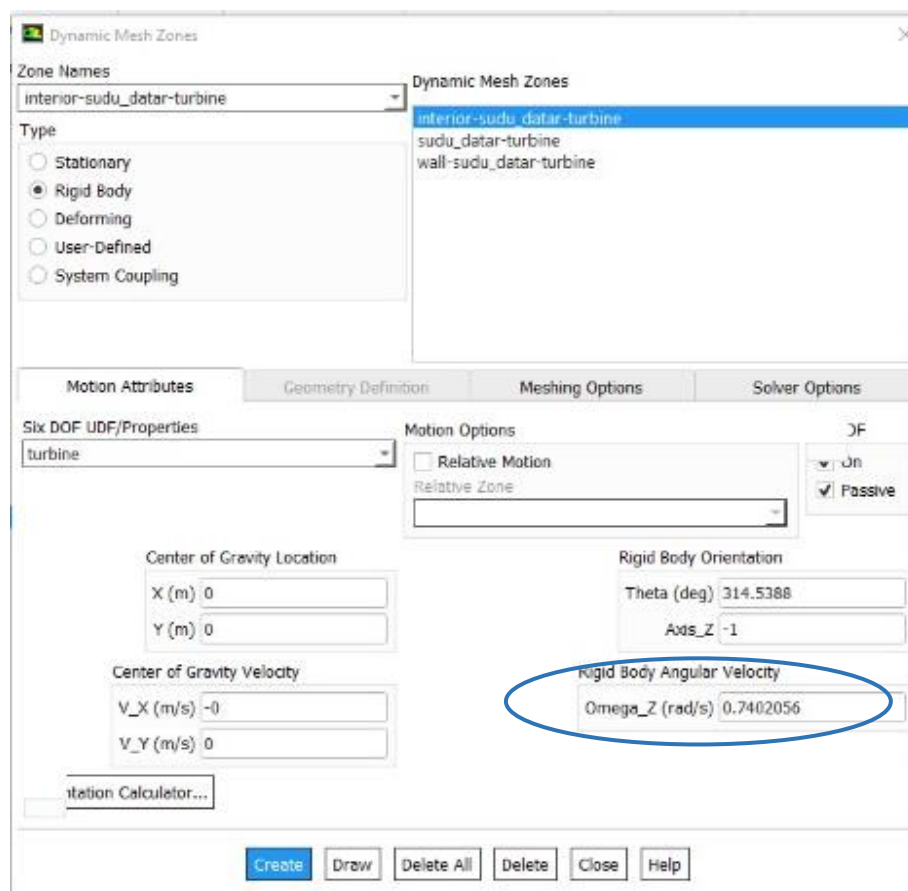 Dynamic Mesh Zones
Zone Names
interior-sudu_datar-turbine
Dynamic Mesh Zones
interior-sudu_datar-turbine
sudu_datar-turbine
wall-sudu_datar-turbine
Type
Stationary
Rigid Body
Deforming
User-Defined
System Coupling
Motion Attributes
Geometry Definition
Meshing Options
Solver Options
Six DOF UDF/Properties
turbine
Motion Options
Relative Motion
Relative Zone
DF
On
Passive
Center of Gravity Location
X (m) 0
Y (m) 0
Rigid Body Orientation
Theta (deg) 314.5388
Axis_Z -1
Center of Gravity Velocity
V_X (m/s) -0
V_Y (m/s) 0
Rigid Body Angular Velocity
Omega_Z (rad/s) 0.7402056
ntation Calculator...
Create Draw Delete All Delete Close Help